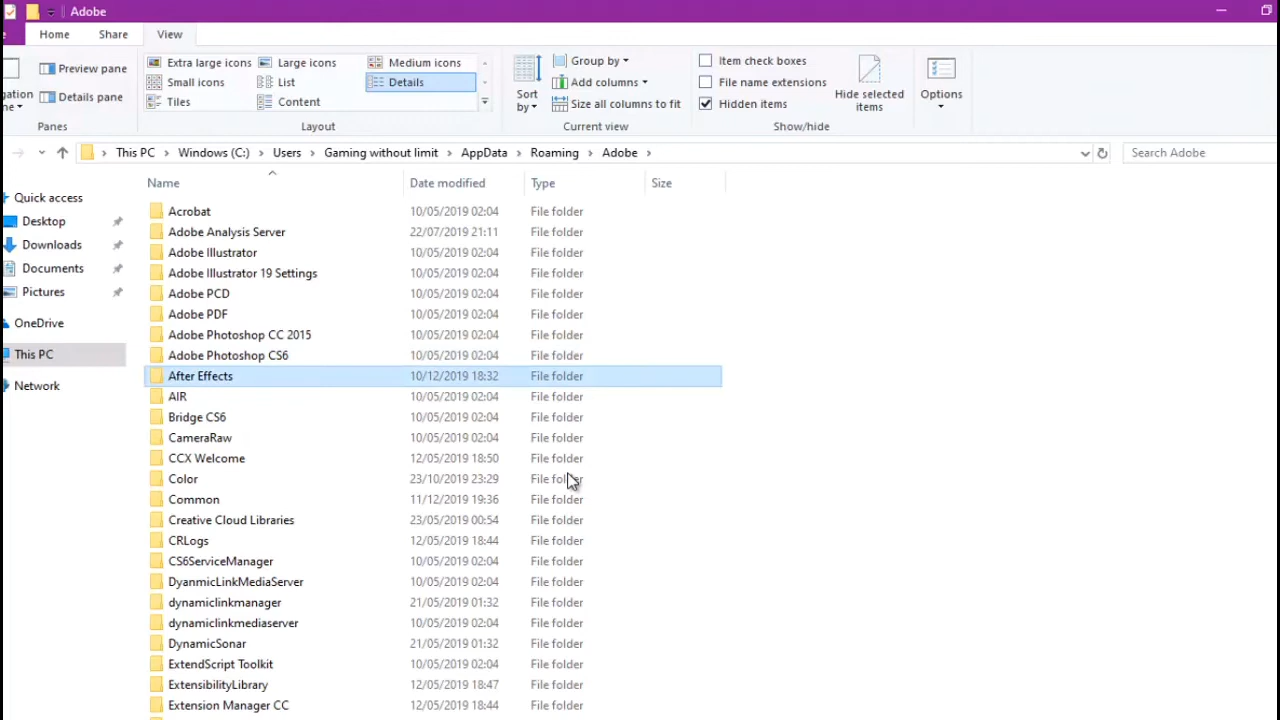 Adobe
Home Share View
Preview pane
Details pane
Panes
Extra large icons Large icons Medium icons
Small icons List Details
Tiles Content
Layout
Sort by
Group by
Add columns
Size all columns to fit
Current view
Item check boxes
File name extensions
Hidden items
Hide selected items
Show/hide
Options
This PC > Windows (C:) > Users > Gaming without limit > AppData > Roaming > Adobe >
Search Adobe
Quick access
Desktop
Downloads
Documents
Pictures
OneDrive
This PC
Network
Name Date modified Type Size
Acrobat 10/05/2019 02:04 File folder
Adobe Analysis Server 22/07/2019 21:11 File folder
Adobe Illustrator 10/05/2019 02:04 File folder
Adobe Illustrator 19 Settings 10/05/2019 02:04 File folder
Adobe PCD 10/05/2019 02:04 File folder
Adobe PDF 10/05/2019 02:04 File folder
Adobe Photoshop CC 2015 10/05/2019 02:04 File folder
Adobe Photoshop CS6 10/05/2019 02:04 File folder
After Effects 10/12/2019 18:32 File folder
AIR 10/05/2019 02:04 File folder
Bridge CS6 10/05/2019 02:04 File folder
CameraRaw 10/05/2019 02:04 File folder
CCX Welcome 12/05/2019 18:50 File folder
Color 23/10/2019 23:29 File folder
Common 11/12/2019 19:36 File folder
Creative Cloud Libraries 23/05/2019 00:54 File folder
CRLogs 12/05/2019 18:44 File folder
CS6ServiceManager 10/05/2019 02:04 File folder
DyanmicLinkMediaServer 10/05/2019 02:04 File folder
dynamiclinkmanager 21/05/2019 01:32 File folder
dynamiclinkmediaserver 10/05/2019 02:04 File folder
DynamicSonar 21/05/2019 01:32 File folder
ExtendScript Toolkit 10/05/2019 02:04 File folder
ExtensibilityLibrary 12/05/2019 18:47 File folder
Extension Manager CC 12/05/2019 18:44 File folder